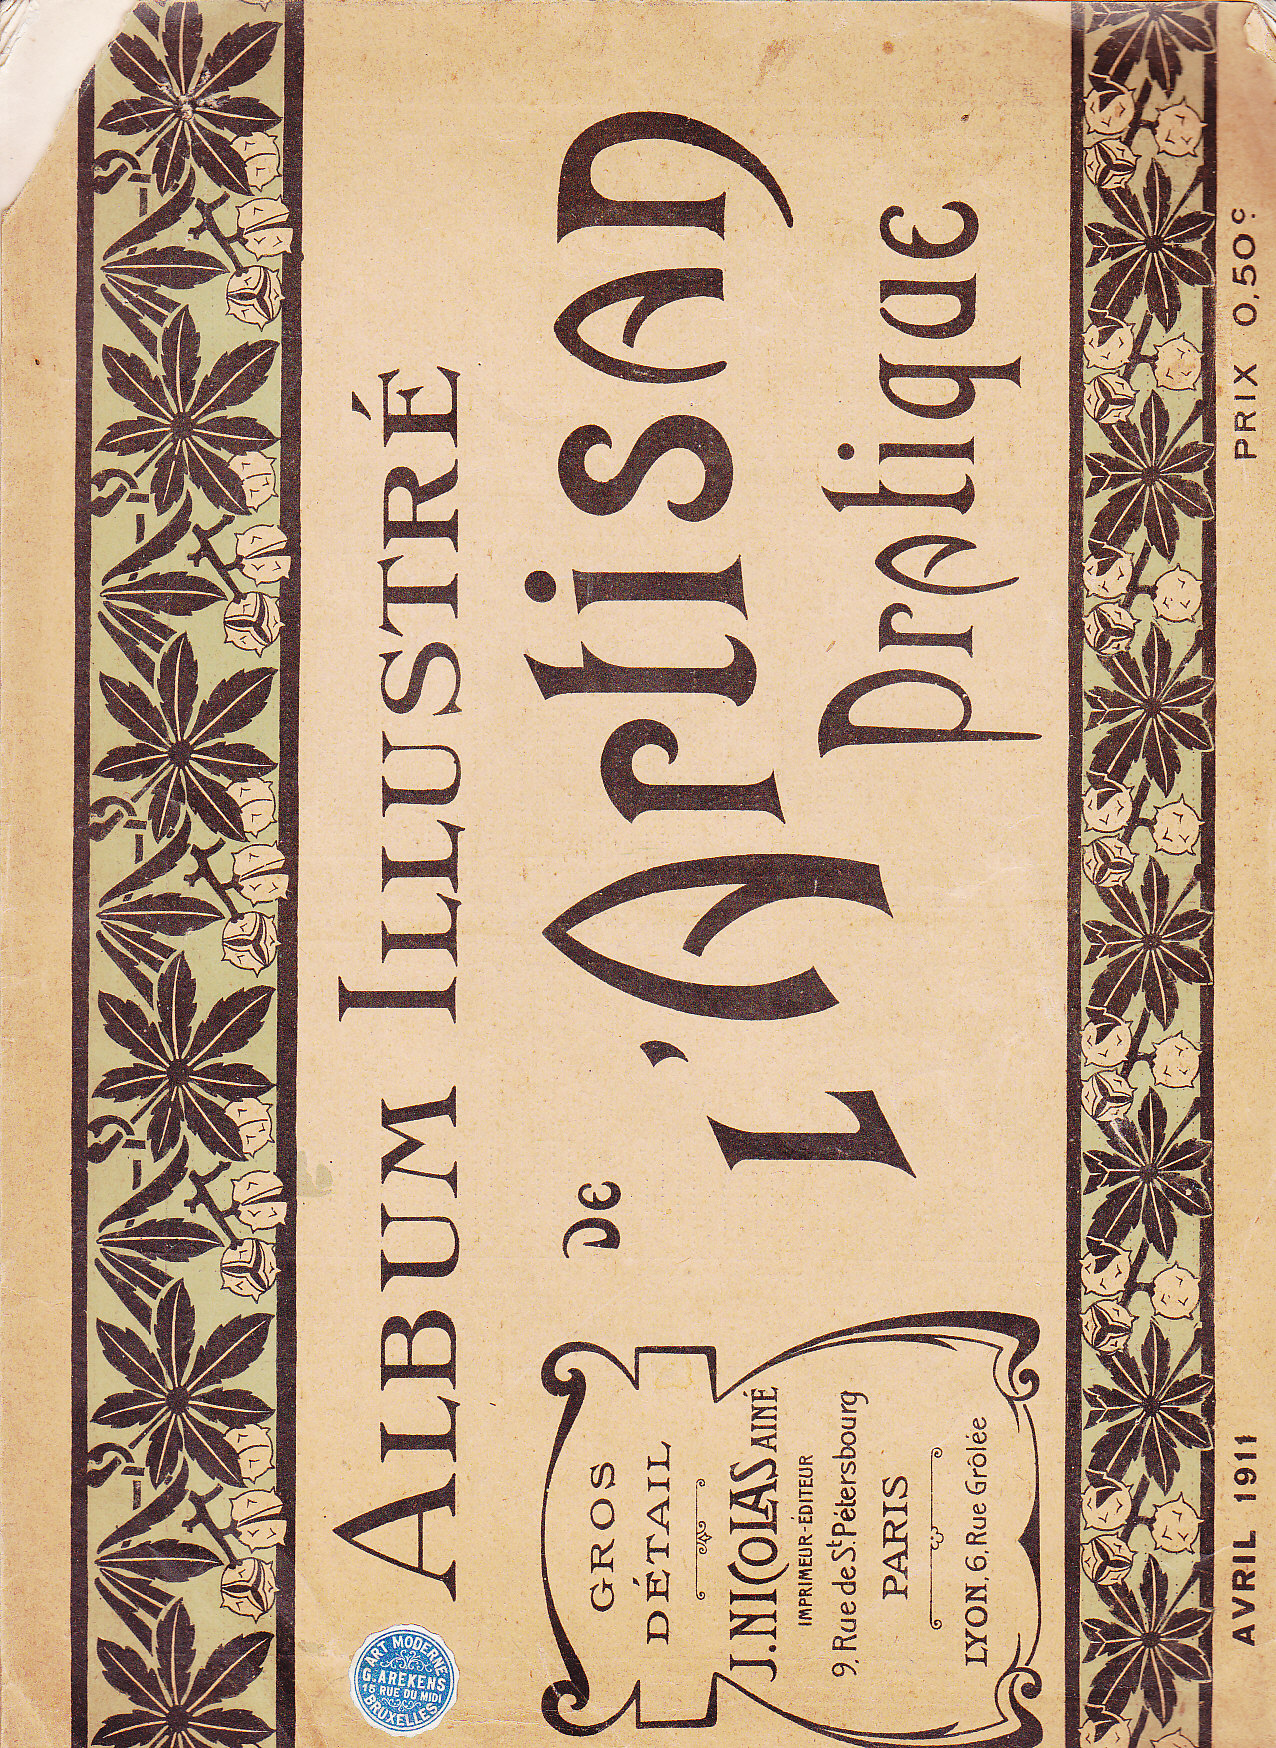 ALBUM ILLUSTRÉ
DE
L'ARTISAN
pratique
GROS
DÉTAIL
J. NICOLAS AINÉ
IMPRIMEUR-ÉDITEUR
9, Rue de St. Pétersbourg
PARIS
LYON, 6, Rue Grôlée
AVRIL 1911
PRIX 0,50 c.
ART MODERNE
G. AREKENS
15 RUE DU MIDI
BRUXELLES